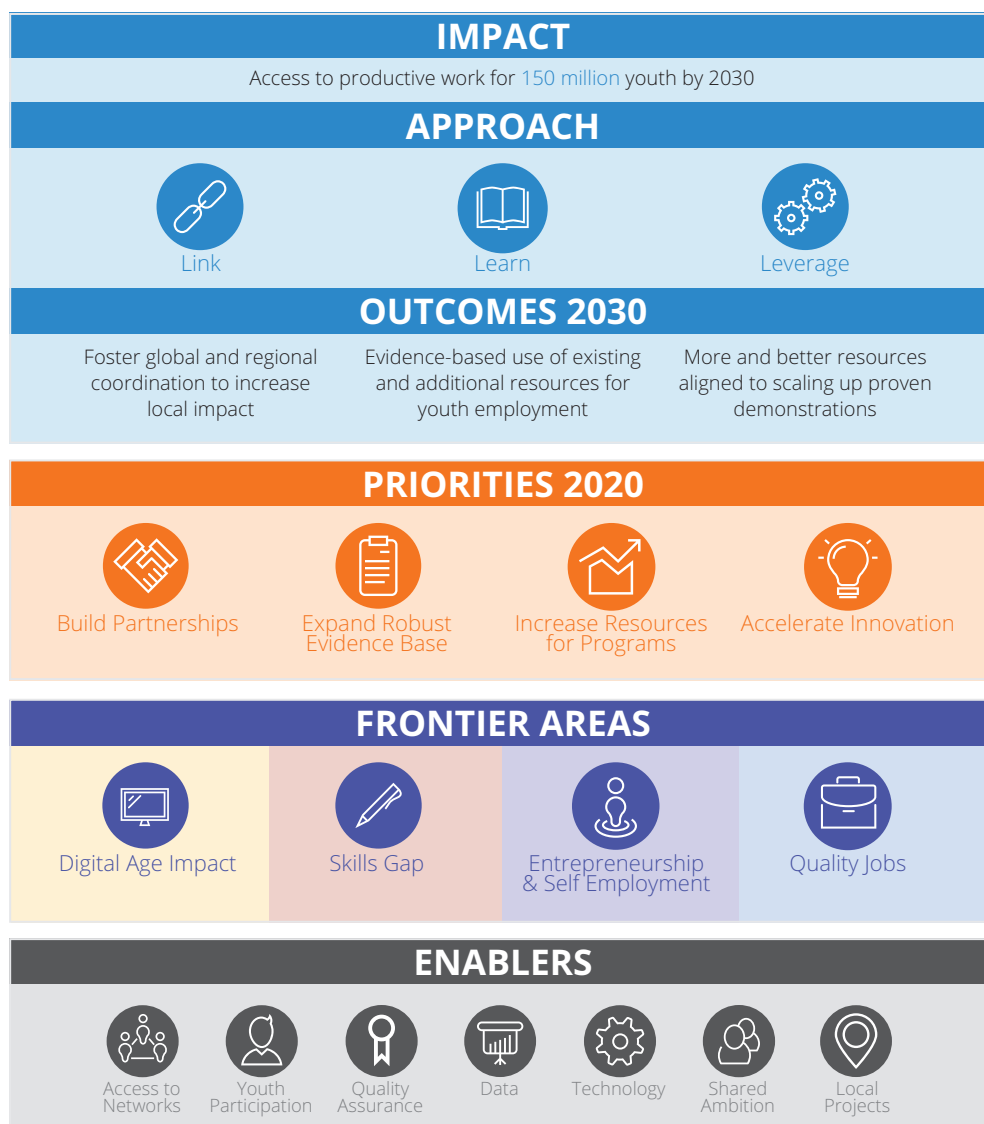 IMPACT
Access to productive work for 150 million youth by 2030
APPROACH
Link
Learn
Leverage
OUTCOMES 2030
Foster global and regional
coordination to increase
local impact
Evidence-based use of existing
and additional resources for
youth employment
More and better resources
aligned to scaling up proven
demonstrations
PRIORITIES 2020
Build Partnerships
Expand Robust
Evidence Base
Increase Resources
for Programs
Accelerate Innovation
FRONTIER AREAS
Digital Age Impact
Skills Gap
Entrepreneurship
& Self Employment
Quality Jobs
ENABLERS
Access to
Networks
Youth
Participation
Quality
Assurance
Data
Technology
Shared
Ambition
Local
Projects